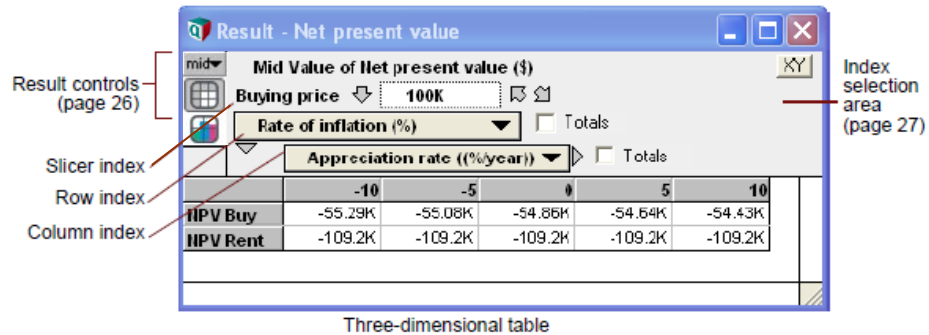 Result - Net present value
mid
Mid Value of Net present value ($)
XY
Result controls
(page 26)
Index
selection
area
(page 27)
Buying price 100K
Rate of inflation (%) Totals
Slicer index
Appreciation rate ((%/year)) Totals
Row index
Column index
-10 -5 0 5 10
NPV Buy -55.29K -55.08K -54.86K -54.64K -54.43K
NPV Rent -109.2K -109.2K -109.2K -109.2K -109.2K
Three-dimensional table